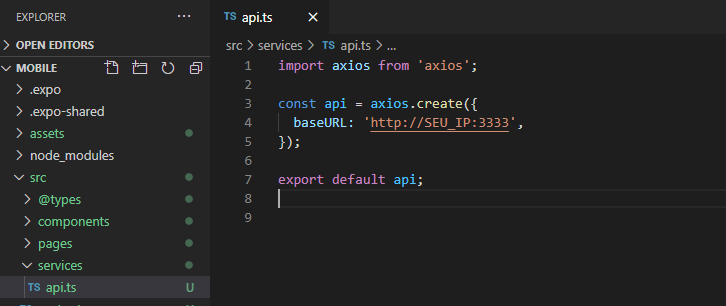 EXPLORER ...
OPEN EDITORS
MOBILE
.expo
.expo-shared
assets
node_modules
src
@types
components
pages
services
TS api.ts U
TS api.ts ×
src > services > TS api.ts > ...
1 import axios from 'axios';
2
3 const api = axios.create({
4 baseURL: 'http://SEU_IP:3333',
5 });
6
7 export default api;
8
9